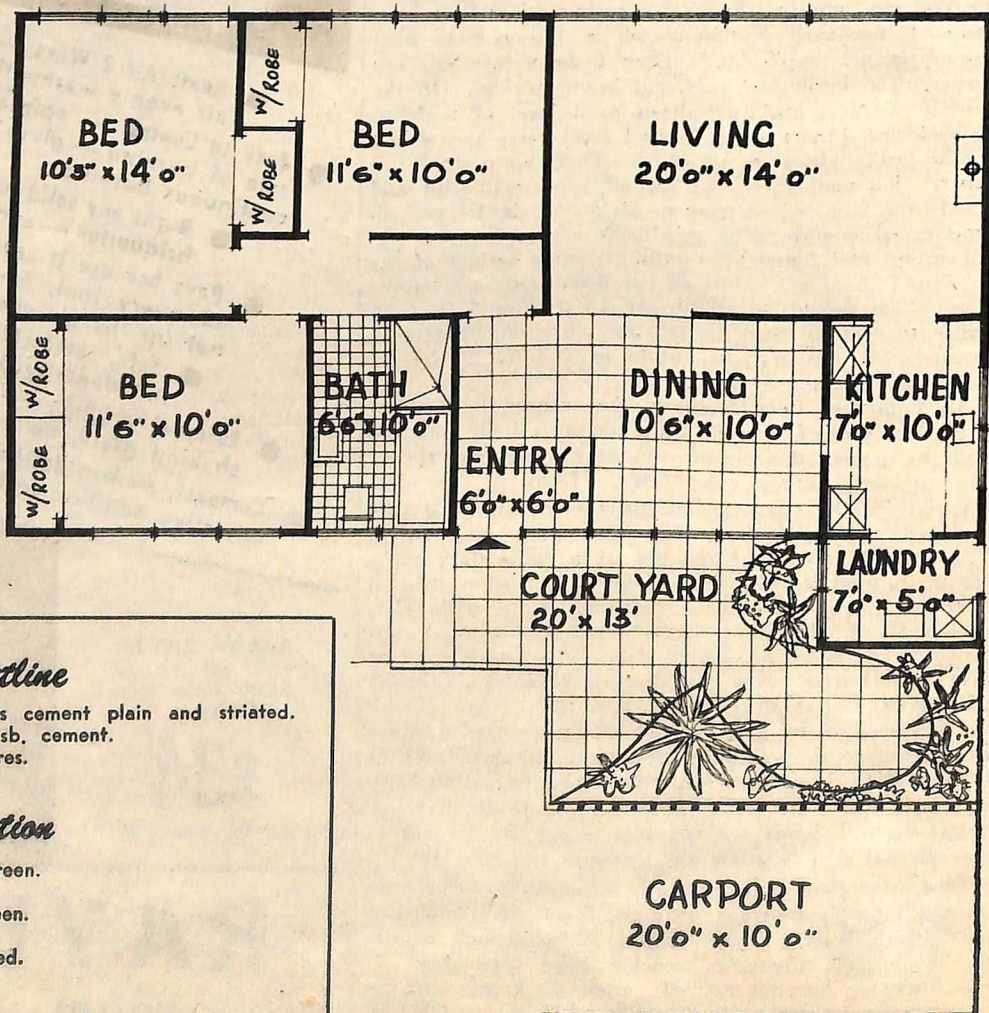 W/ROBE
W/ROBE
BED
10'3" x 14'0"
BED
11'6" x 10'0"
LIVING
20'0" x 14'0"
W/ROBE
W/ROBE
BED
11'6" x 10'0"
BATH
6'6" x 10'0"
ENTRY
6'0" x 6'0"
DINING
10'6" x 10'0"
KITCHEN
7'0" x 10'0"
COURT YARD
20' x 13'
LAUNDRY
7'0" x 5'0"
CARPORT
20'0" x 10'0"
tline
s cement plain and striated.
sb. cement.
res.
tion
reen.
een.
ed.